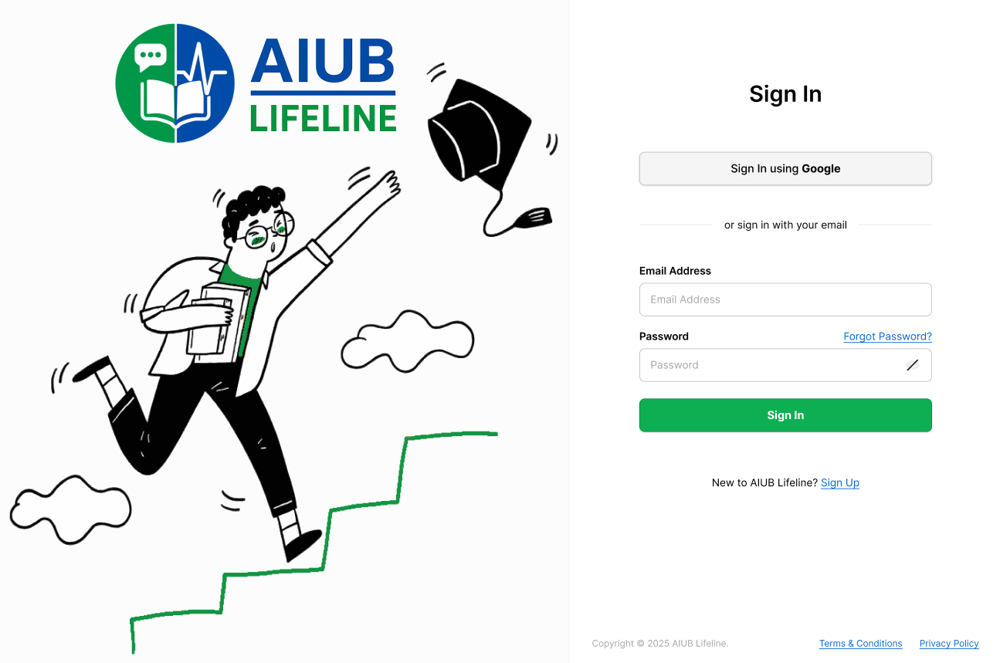 AIUB
LIFELINE
Sign In
Sign In using Google
or sign in with your email
Email Address
Email Address
Password Forgot Password?
Password
Sign In
New to AIUB Lifeline? Sign Up
Copyright © 2025 AIUB Lifeline. Terms & Conditions Privacy Policy